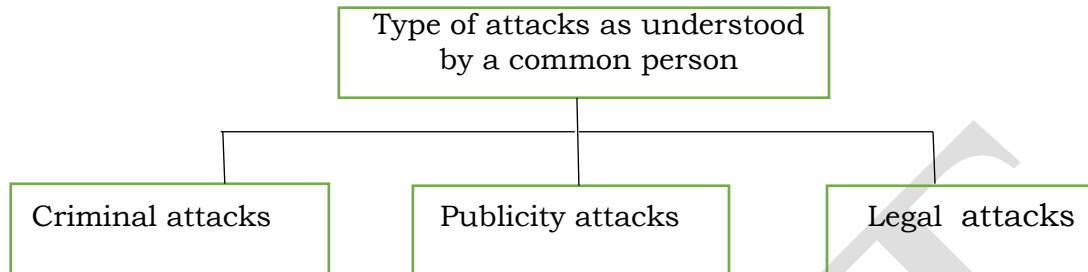 Type of attacks as understood
by a common person
Criminal attacks
Publicity attacks
Legal attacks